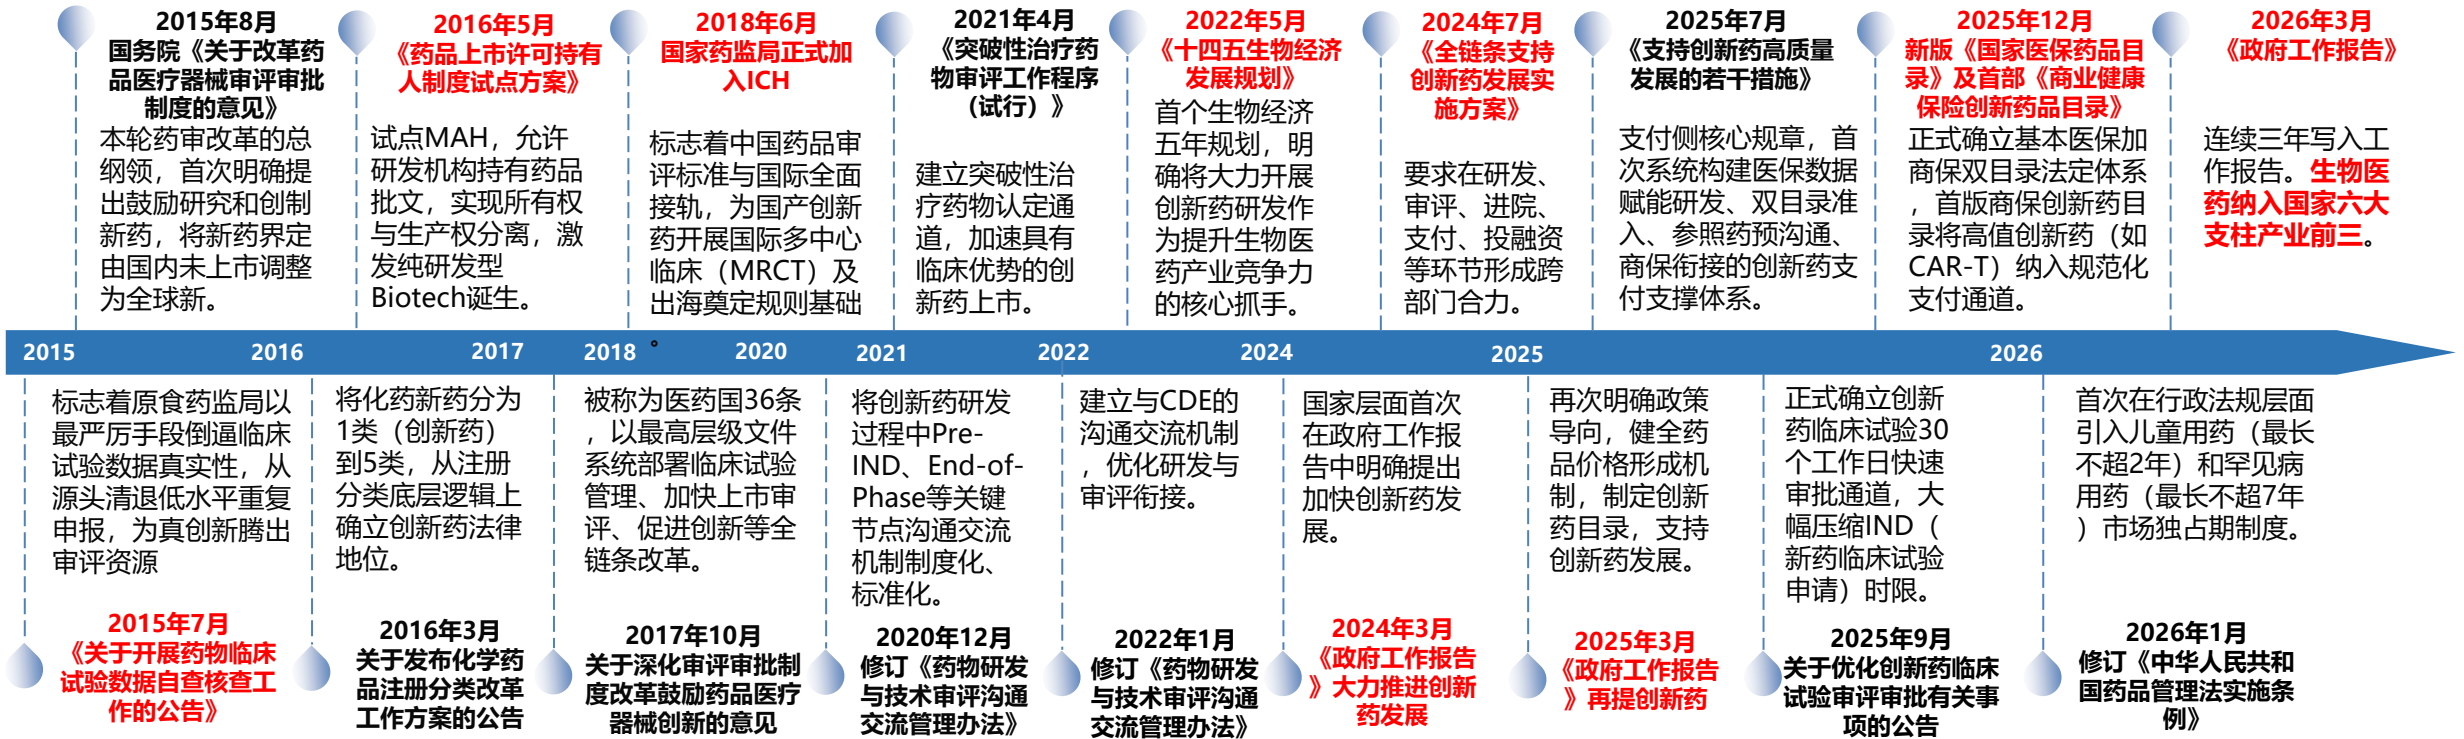 2015年8月
国务院《关于改革药
品医疗器械审评审批
制度的意见》
本轮药审改革的总
纲领，首次明确提
出鼓励研究和创制
新药，将新药界定
由国内未上市调整
为全球新。
2016年5月
《药品上市许可持有
人制度试点方案》
试点MAH，允许
研发机构持有药品
批文，实现所有权
与生产权分离，激
发纯研发型
Biotech诞生。
2018年6月
国家药监局正式加
入ICH
标志着中国药品审
评标准与国际全面
接轨，为国产创新
药开展国际多中心
临床（MRCT）及
出海奠定规则基础
。
2021年4月
《突破性治疗药
物审评工作程序
（试行）》
建立突破性治
疗药物认定通
道，加速具有
临床优势的创
新药上市。
2022年5月
《十四五生物经济
发展规划》
首个生物经济
五年规划，明
确将大力开展
创新药研发作
为提升生物医
药产业竞争力
的核心抓手。
2024年7月
《全链条支持
创新药发展实
施方案》
要求在研发、
审评、进院、
支付、投融资
等环节形成跨
部门合力。
2025年7月
《支持创新药高质量
发展的若干措施》
支付侧核心规章，首
次系统构建医保数据
赋能研发、双目录准
入、参照药预沟通、
商保衔接的创新药支
付支撑体系。
2025年12月
新版《国家医保药品目
录》及首部《商业健康
保险创新药品目录》
正式确立基本医保加
商保双目录法定体系
，首版商保创新药目
录将高值创新药（如
CAR-T）纳入规范化
支付通道。
2026年3月
《政府工作报告》
连续三年写入工
作报告。生物医
药纳入国家六大
支柱产业前三。
2015 2016 2017 2018 2020 2021 2022 2024 2025 2026
标志着原食药监局以
最严厉手段倒逼临床
试验数据真实性，从
源头清退低水平重复
申报，为真创新腾出
审评资源
2015年7月
《关于开展药物临床
试验数据自查核查工
作的公告》
将化药新药分为
1类（创新药）
到5类，从注册
分类底层逻辑上
确立创新药法律
地位。
2016年3月
关于发布化学药
品注册分类改革
工作方案的公告
被称为医药国36条
，以最高层级文件
系统部署临床试验
管理、加快上市审
评、促进创新等全
链条改革。
2017年10月
关于深化审评审批制
度改革鼓励药品医疗
器械创新的意见
将创新药研发
过程中Pre-
IND、End-of-
Phase等关键
节点沟通交流
机制制度化、
标准化。
2020年12月
修订《药物研发
与技术审评沟通
交流管理办法》
建立与CDE的
沟通交流机制
，优化研发与
审评衔接。
2022年1月
修订《药物研发
与技术审评沟通
交流管理办法》
国家层面首次
在政府工作报
告中明确提出
加快创新药发
展。
2024年3月
《政府工作报告
》大力推进创新
药发展
再次明确政策
导向，健全药
品价格形成机
制，制定创新
药目录，支持
创新药发展。
2025年3月
《政府工作报告
》再提创新药
正式确立创新
药临床试验30
个工作日快速
审批通道，大
幅压缩IND（
新药临床试验
申请）时限。
2025年9月
关于优化创新药临床
试验审评审批有关事
项的公告
首次在行政法规层面
引入儿童用药（最长
不超2年）和罕见病
用药（最长不超7年
）市场独占期制度。
2026年1月
修订《中华人民共和
国药品管理法实施条
例》